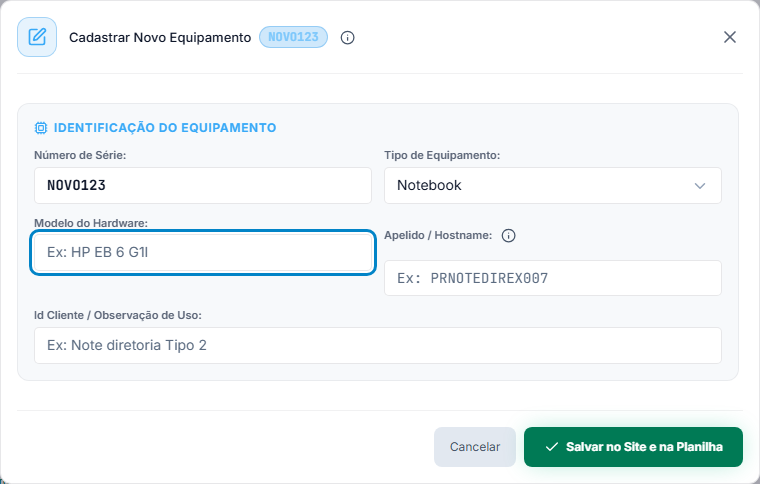 Cadastrar Novo Equipamento NOVO123
IDENTIFICAÇÃO DO EQUIPAMENTO
Número de Série: Tipo de Equipamento:
NOVO123 Notebook
Modelo do Hardware:
Apelido / Hostname:
Ex: HP EB 6 G1I
Ex: PRNOTEDIREX007
Id Cliente / Observação de Uso:
Ex: Note diretoria Tipo 2
Cancelar Salvar no Site e na Planilha